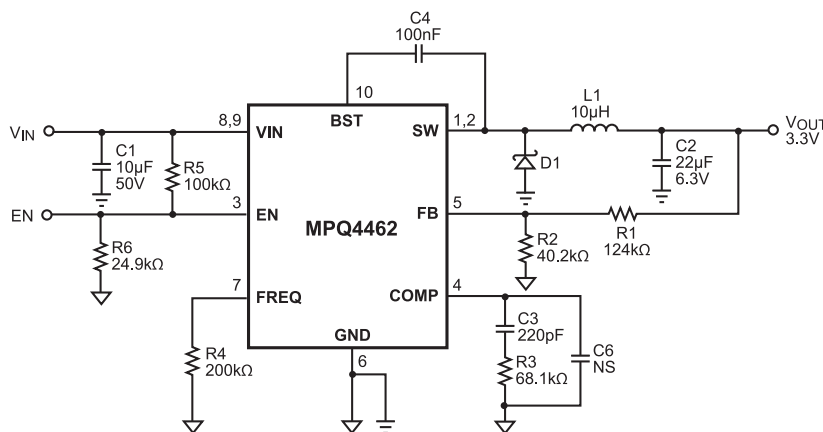 C4
100nF
10
8,9
BST
1,2
L1
10µH
VIN
VIN
SW
VOUT
3.3V
C1
10µF
50V
R5
100kΩ
D1
C2
22µF
6.3V
EN
3
EN
MPQ4462
FB
5
R6
24.9kΩ
R2
40.2kΩ
R1
124kΩ
7
FREQ
COMP
4
R4
200kΩ
GND
6
C3
220pF
R3
68.1kΩ
C6
NS